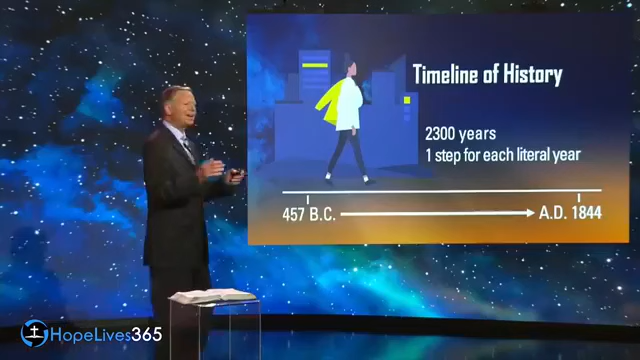 Timeline of History
2300 years
1 step for each literal year
457 B.C.
A.D. 1844
HopeLives365